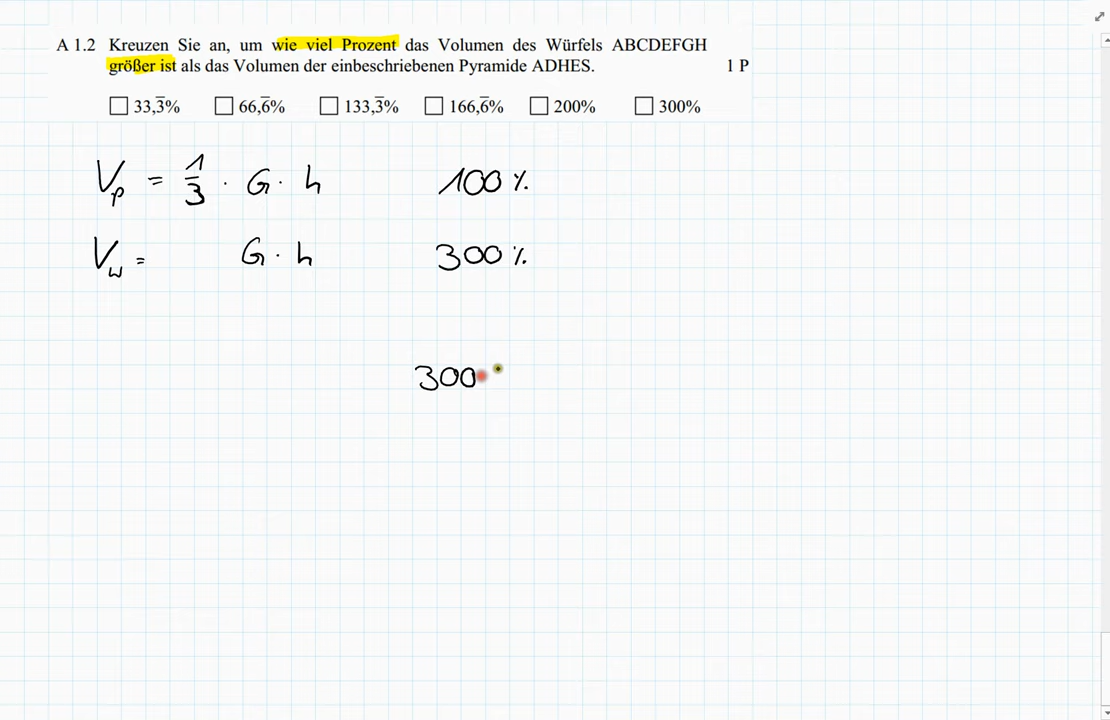 A 1.2 Kreuzen Sie an, um wie viel Prozent das Volumen des Würfels ABCDEFGH
größer ist als das Volumen der einbeschriebenen Pyramide ADHES. 1 P
☐ 33,3̅% ☐ 66,6̅% ☐ 133,3̅% ☐ 166,6̅% ☐ 200% ☐ 300%
V_p = 1/3 · G · h 100 %
V_w = G · h 300 %
300